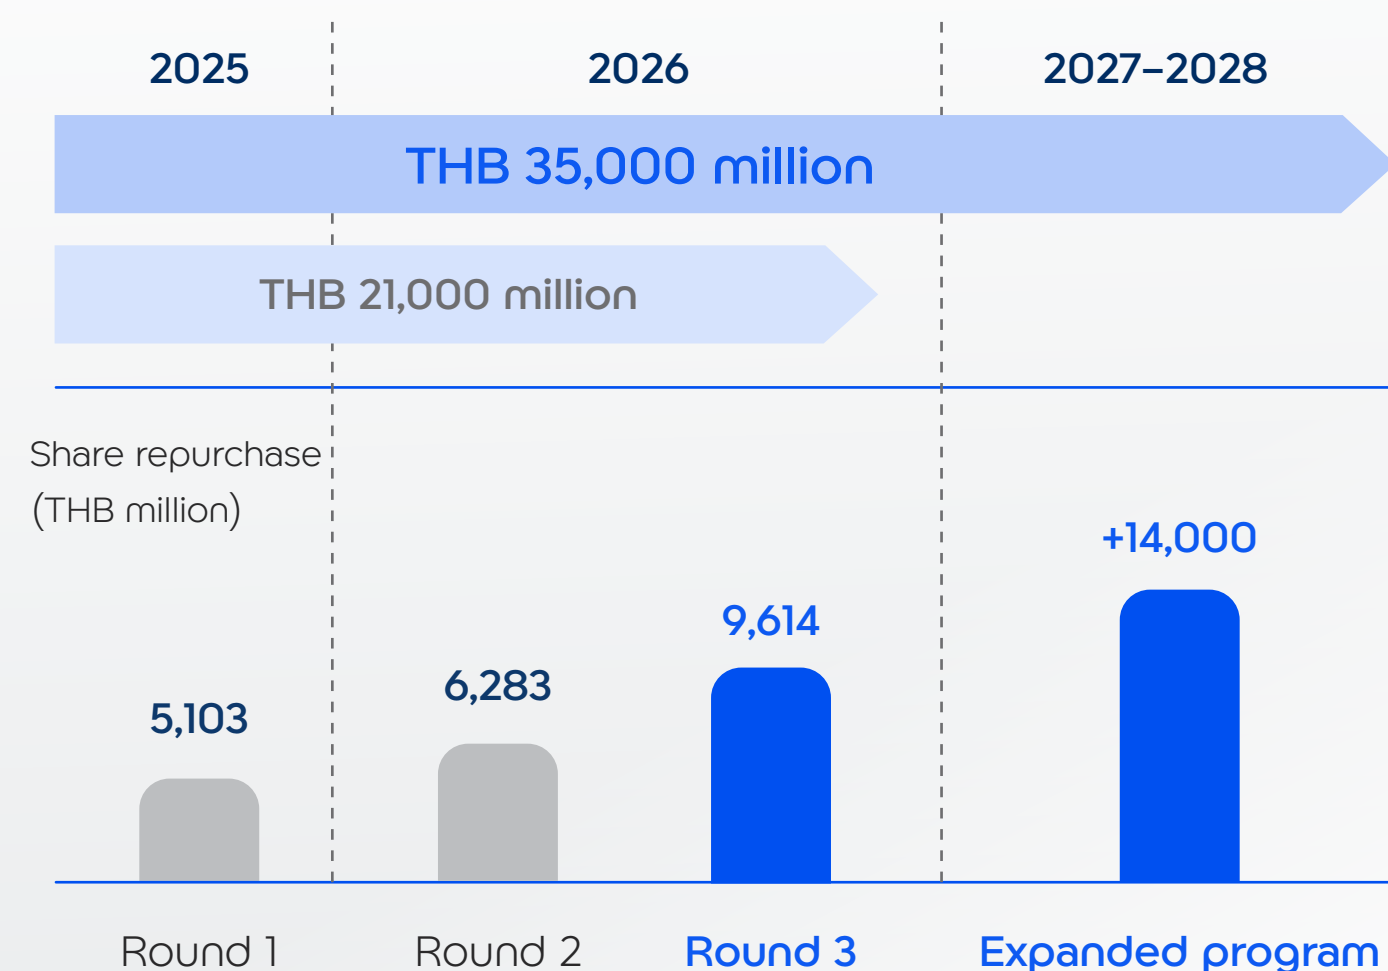 2025
2026
2027–2028
THB 35,000 million
THB 21,000 million
Share repurchase
(THB million)
5,103
6,283
9,614
+14,000
Round 1
Round 2
Round 3
Expanded program